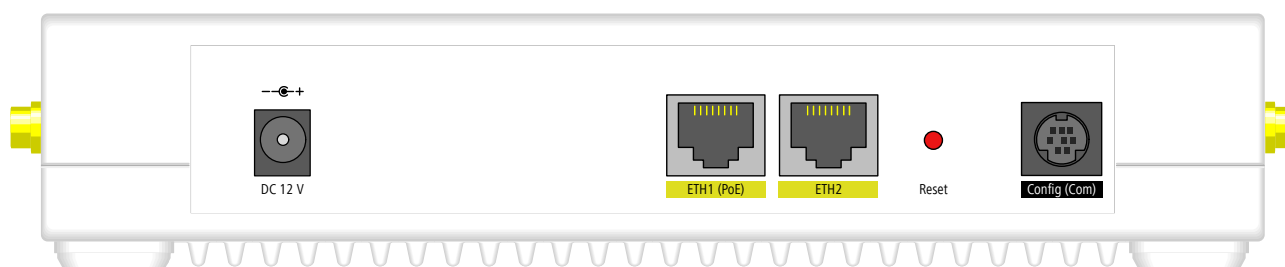 DC 12 V
ETH1 (PoE)
ETH2
Reset
Config (Com)